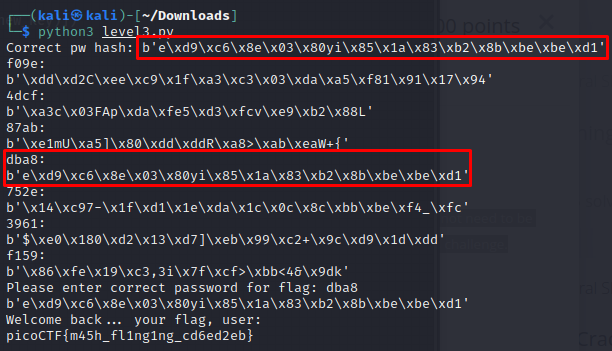 (kali㉿kali)-[~/Downloads]
$ python3 level3.py
Correct pw hash: b'e\xd9\xc6\x8e\x03\x80yi\x85\x1a\x83\xb2\x8b\xbe\xbe\xd1'
f09e:
b'\xdd\xd2C\xee\xc9\x1f\xa3\xc3\x03\xda\xa5\xf81\x91\x17\x94'
4dcf:
b'\xa3c\x03FAp\xda\xfe5\xd3\xfcv\xe9\xb2\x88L'
87ab:
b'\xe1mU\xa5]\x80\xdd\xddR\xa8>\xab\xeaW+{'
dba8:
b'e\xd9\xc6\x8e\x03\x80yi\x85\x1a\x83\xb2\x8b\xbe\xbe\xd1'
752e:
b'\x14\xc97~\x1f\xd1\x1e\xda\x1c\x0c\x8c\xbb\xbe\xf4_\xfc'
3961:
b'$\xe0\x180\xd2\x13\xd7]\xeb\x99\xc2+\x9c\xd9\x1d\xdd'
f159:
b'\x86\xfe\x19\xc3,3i\x7f\xcf>\xbb<4&\x9dk'
Please enter correct password for flag: dba8
b'e\xd9\xc6\x8e\x03\x80yi\x85\x1a\x83\xb2\x8b\xbe\xbe\xd1'
Welcome back... your flag, user:
picoCTF{m45h_fl1ng1ng_cd6ed2eb}